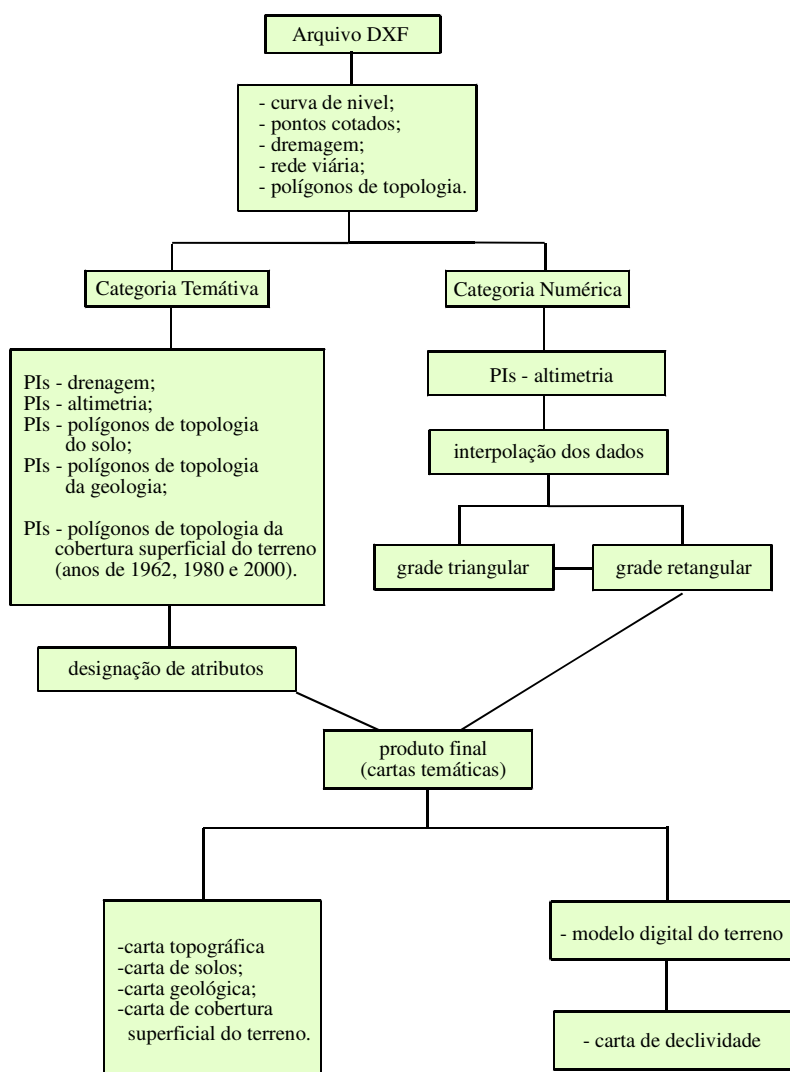 Arquivo DXF
- curva de nivel;
- pontos cotados;
- dremagem;
- rede viária;
- polígonos de topologia.
Categoria Temátiva
Categoria Numérica
PIs - drenagem;
PIs - altimetria;
PIs - polígonos de topologia
do solo;
PIs - polígonos de topologia
da geologia;
PIs - polígonos de topologia da
cobertura superficial do terreno
(anos de 1962, 1980 e 2000).
PIs - altimetria
interpolação dos dados
grade triangular
grade retangular
designação de atributos
produto final
(cartas temáticas)
-carta topográfica
-carta de solos;
-carta geológica;
-carta de cobertura
superficial do terreno.
- modelo digital do terreno
- carta de declividade